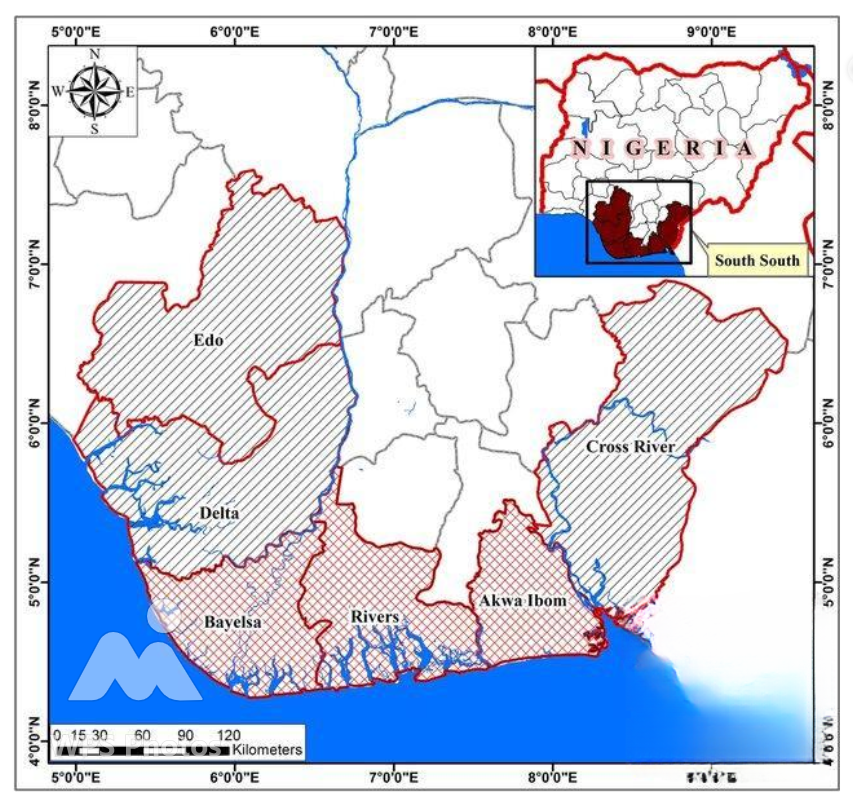 5°0'0"E 6°0'0"E 7°0'0"E 8°0'0"E 9°0'0"E
N
W E
S
8°0'0"N 8°0'0"N
N I G E R I A
South South
7°0'0"N 7°0'0"N
Edo
6°0'0"N 6°0'0"N
Cross River
Delta
5°0'0"N 5°0'0"N
Akwa Ibom
Rivers
Bayelsa
0 15 30 60 90 120
Kilometers
Photos
4°0'0"N
5°0'0"E 6°0'0"E 7°0'0"E 8°0'0"E